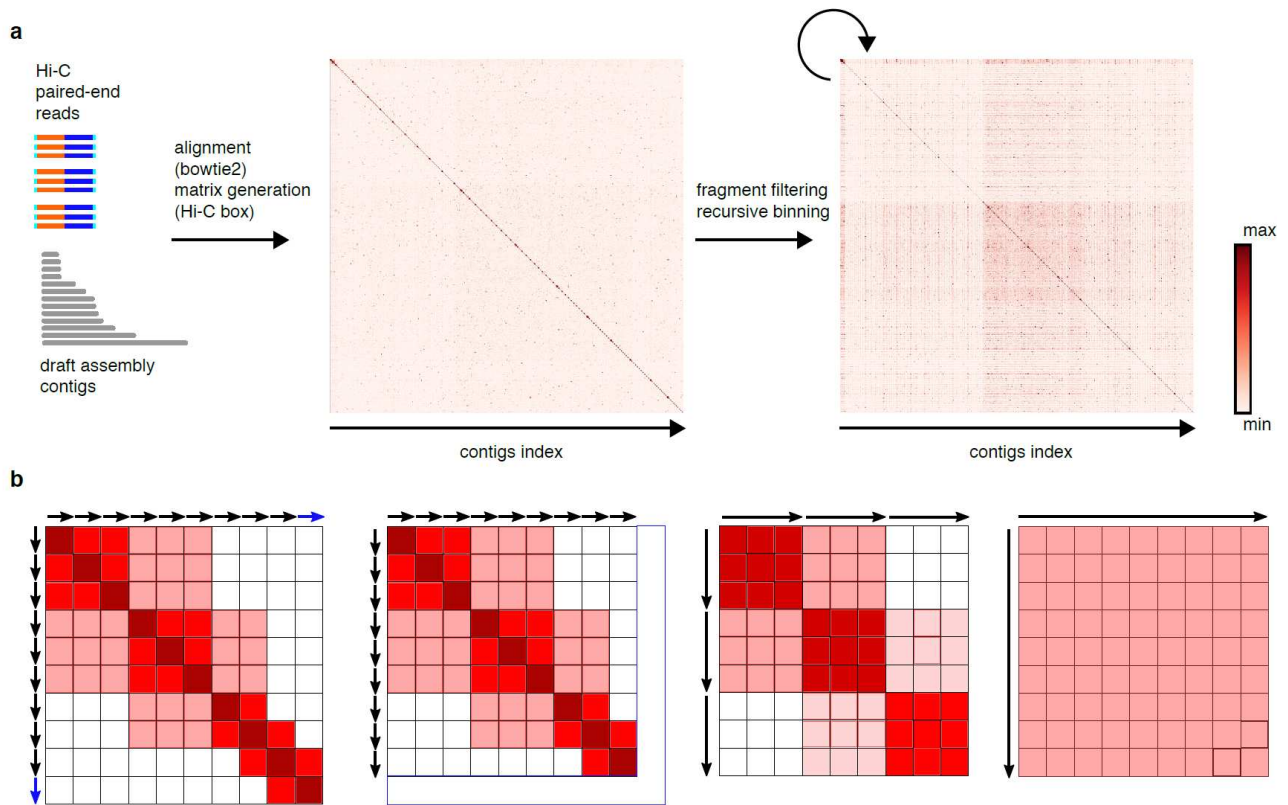 a
Hi-C
paired-end
reads
alignment
(bowtie2)
matrix generation
(Hi-C box)
draft assembly
contigs
contigs index
fragment filtering
recursive binning
contigs index
max
min
b